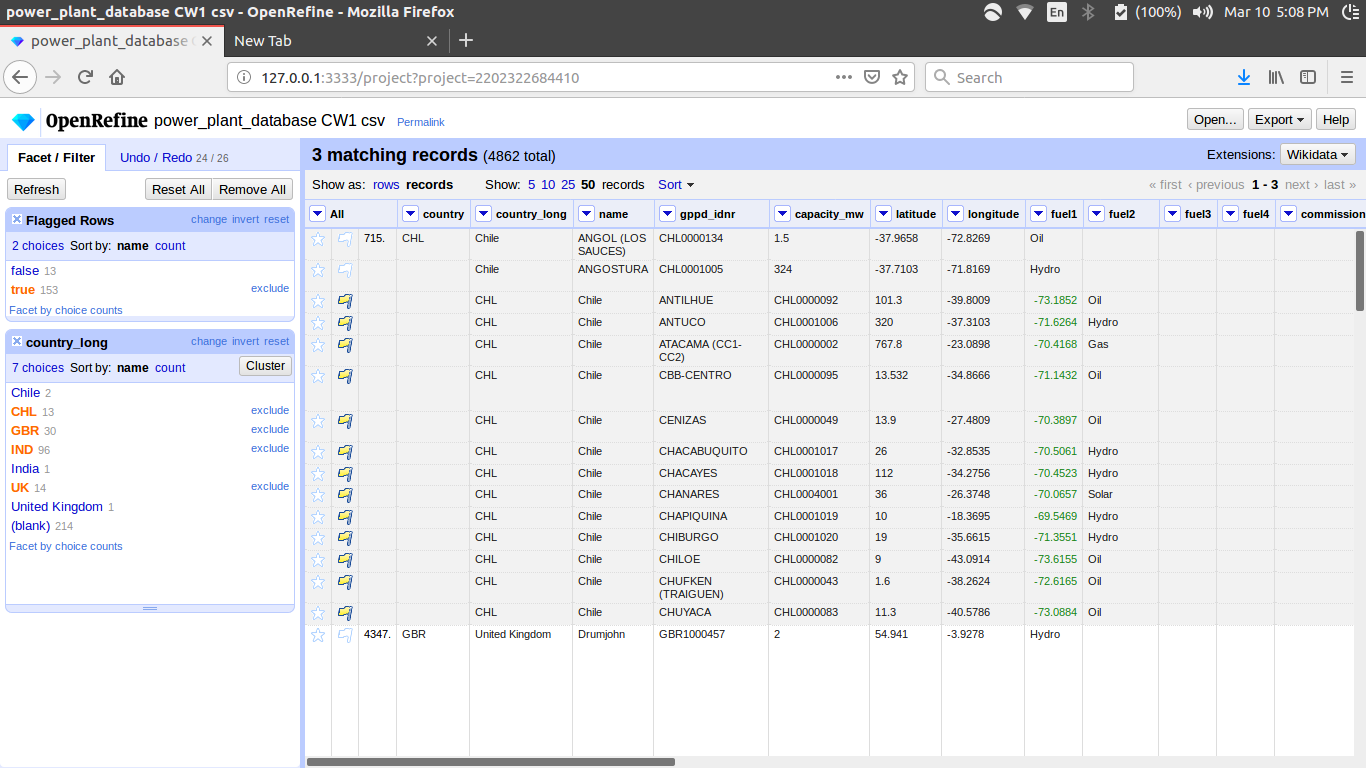 power_plant_database CW1 csv - OpenRefine - Mozilla Firefox
En (100%) Mar 10 5:08 PM
power_plant_database C
New Tab
127.0.0.1:3333/project?project=2202322684410
Search
OpenRefine power_plant_database CW1 csv Permalink
Open... Export Help
Facet / Filter Undo / Redo 24 / 26
3 matching records (4862 total)
Extensions: Wikidata
Refresh Reset All Remove All
Show as: rows records Show: 5 10 25 50 records Sort
« first ‹ previous 1 - 3 next › last »
Flagged Rows change invert reset
2 choices Sort by: name count
false 13
true 153 exclude
Facet by choice counts
country_long change invert reset
7 choices Sort by: name count Cluster
Chile 2
CHL 13 exclude
GBR 30 exclude
IND 96 exclude
India 1
UK 14 exclude
United Kingdom 1
(blank) 214
Facet by choice counts
All country country_long name gppd_idnr capacity_mw latitude longitude fuel1 fuel2 fuel3 fuel4 commission
715. CHL Chile ANGOL (LOS SAUCES) CHL0000134 1.5 -37.9658 -72.8269 Oil
Chile ANGOSTURA CHL0001005 324 -37.7103 -71.8169 Hydro
CHL Chile ANTILHUE CHL0000092 101.3 -39.8009 -73.1852 Oil
CHL Chile ANTUCO CHL0001006 320 -37.3103 -71.6264 Hydro
CHL Chile ATACAMA (CC1-CC2) CHL0000002 767.8 -23.0898 -70.4168 Gas
CHL Chile CBB-CENTRO CHL0000095 13.532 -34.8666 -71.1432 Oil
CHL Chile CENIZAS CHL0000049 13.9 -27.4809 -70.3897 Oil
CHL Chile CHACABUQUITO CHL0001017 26 -32.8535 -70.5061 Hydro
CHL Chile CHACAYES CHL0001018 112 -34.2756 -70.4523 Hydro
CHL Chile CHANARES CHL0004001 36 -26.3748 -70.0657 Solar
CHL Chile CHAPIQUINA CHL0001019 10 -18.3695 -69.5469 Hydro
CHL Chile CHIBURGO CHL0001020 19 -35.6615 -71.3551 Hydro
CHL Chile CHILOE CHL0000082 9 -43.0914 -73.6155 Oil
CHL Chile CHUFKEN (TRAIGUEN) CHL0000043 1.6 -38.2624 -72.6165 Oil
CHL Chile CHUYACA CHL0000083 11.3 -40.5786 -73.0884 Oil
4347. GBR United Kingdom Drumjohn GBR1000457 2 54.941 -3.9278 Hydro